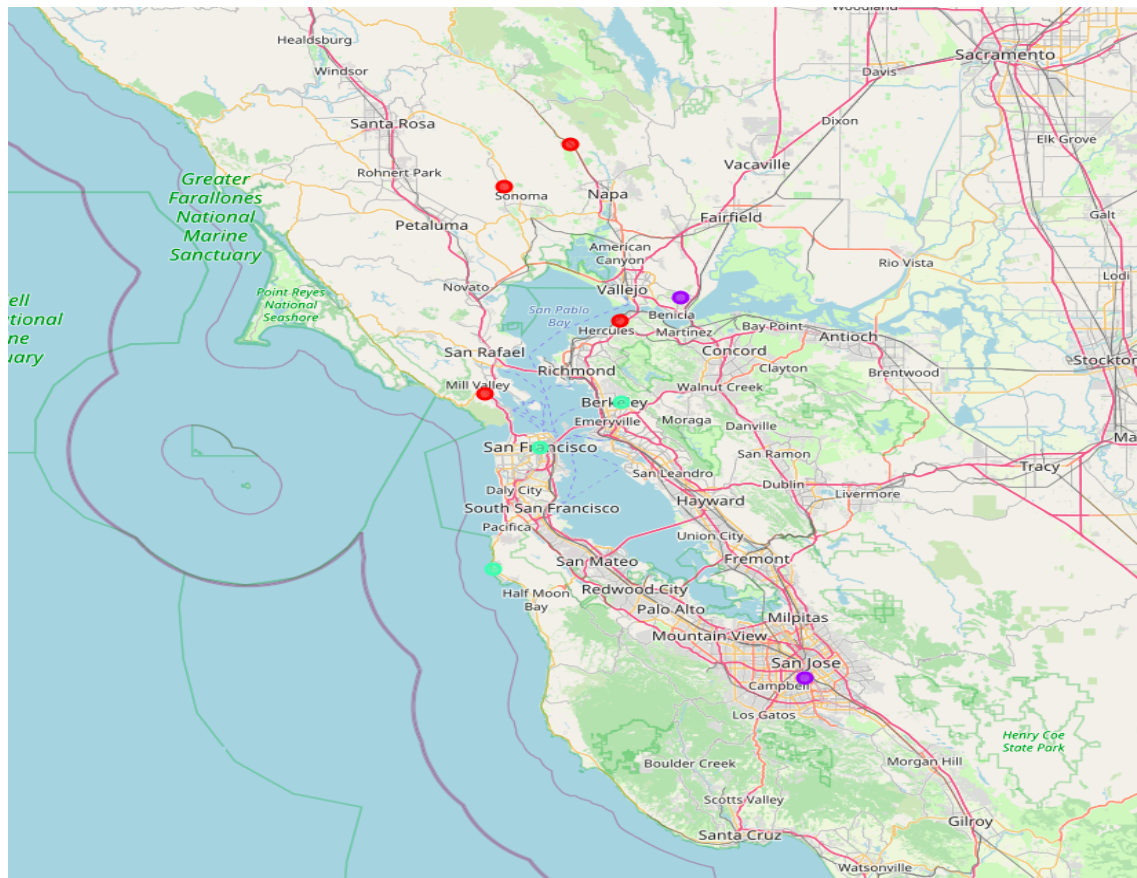 Woodland
Healdsburg
Sacramento
Windsor
Davis
Dixon
Santa Rosa
Elk Grove
Vacaville
Rohnert Park
Greater
Farallones
National
Marine
Sanctuary
Sonoma
Napa
Galt
Petaluma
Fairfield
American
Canyon
Rio Vista
Lodi
Point Reyes
National
Seashore
Novato
Vallejo
San Pablo
Bay
Benicia
ell
tional
ne
uary
Hercules
Martinez
Bay Point
Antioch
San Rafael
Concord
Stockton
Richmond
Clayton
Brentwood
Mill Valley
Walnut Creek
Berkeley
Emeryville
Moraga
Danville
Ma
San Francisco
San Ramon
San Leandro
Tracy
Daly City
Dublin
Livermore
Hayward
South San Francisco
Pacifica
Union City
San Mateo
Fremont
Redwood City
Half Moon
Bay
Palo Alto
Milpitas
Mountain View
San Jose
Campbell
Los Gatos
Henry Coe
State Park
Boulder Creek
Morgan Hill
Scotts Valley
Gilroy
Santa Cruz
Watsonville